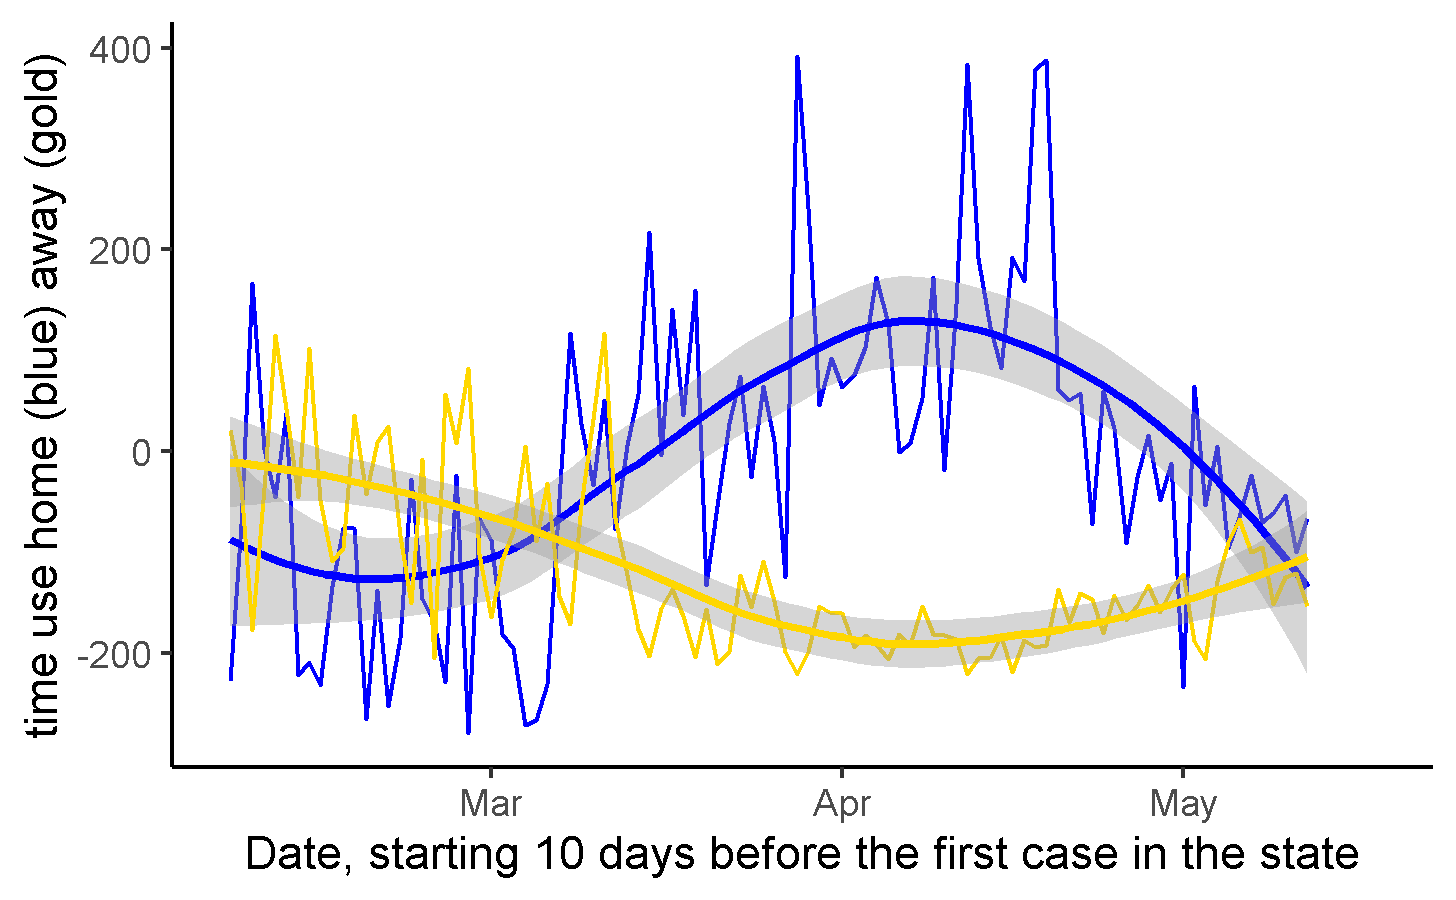 time use home (blue) away (gold)
400
200
0
-200
Mar Apr May
Date, starting 10 days before the first case in the state